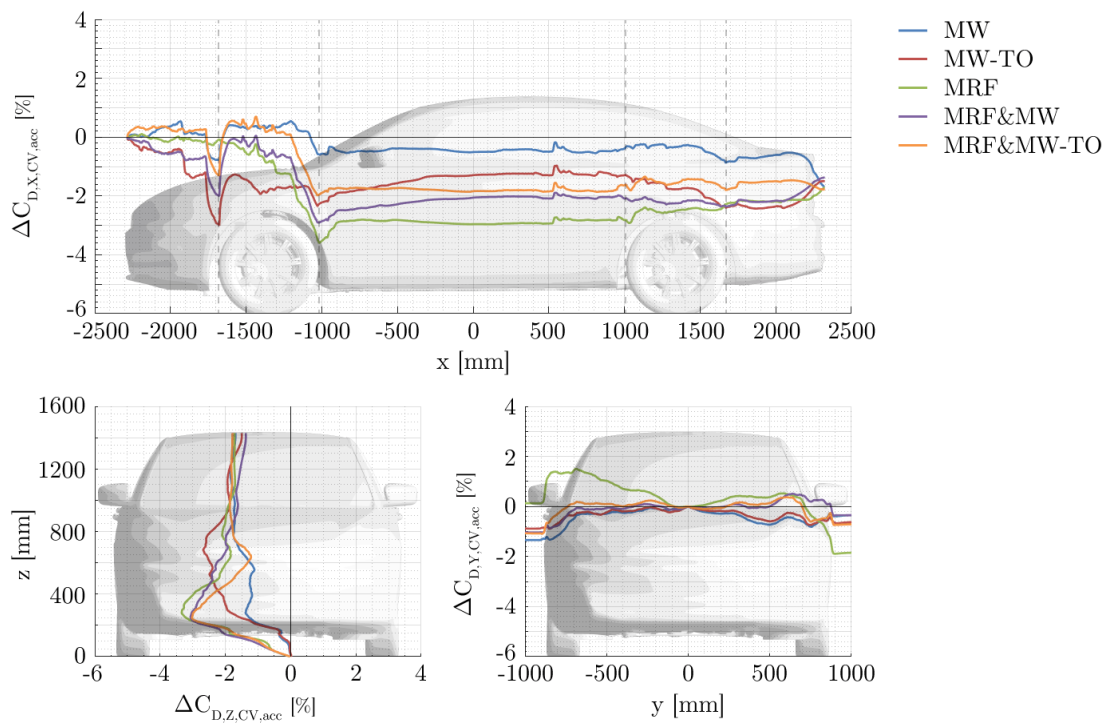 4
2
0
-2
-4
-6
ΔC_D,X,CV,acc [%]
-2500 -2000 -1500 -1000 -500 0 500 1000 1500 2000 2500
x [mm]
MW
MW-TO
MRF
MRF&MW
MRF&MW-TO
1600
1200
800
400
0
z [mm]
-6 -4 -2 0 2 4
ΔC_D,Z,CV,acc [%]
4
2
0
-2
-4
-6
ΔC_D,Y,CV,acc [%]
-1000 -500 0 500 1000
y [mm]